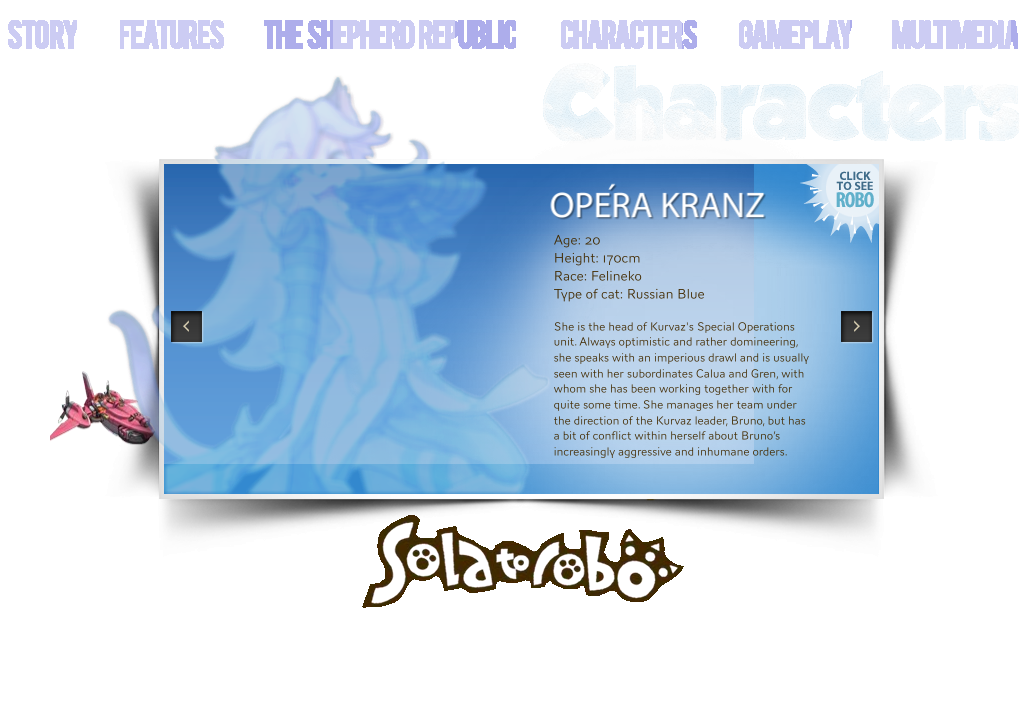 STORY FEATURES THE SHEPHERD REPUBLIC CHARACTERS GAMEPLAY MULTIMEDIA
Characters
CLICK
TO SEE
ROBO
OPÉRA KRANZ
Age: 20
Height: 170cm
Race: Felineko
Type of cat: Russian Blue
She is the head of Kurvaz's Special Operations
unit. Always optimistic and rather domineering,
she speaks with an imperious drawl and is usually
seen with her subordinates Calua and Gren, with
whom she has been working together with for
quite some time. She manages her team under
the direction of the Kurvaz leader, Bruno, but has
a bit of conflict within herself about Bruno's
increasingly aggressive and inhumane orders.
Solatorobo